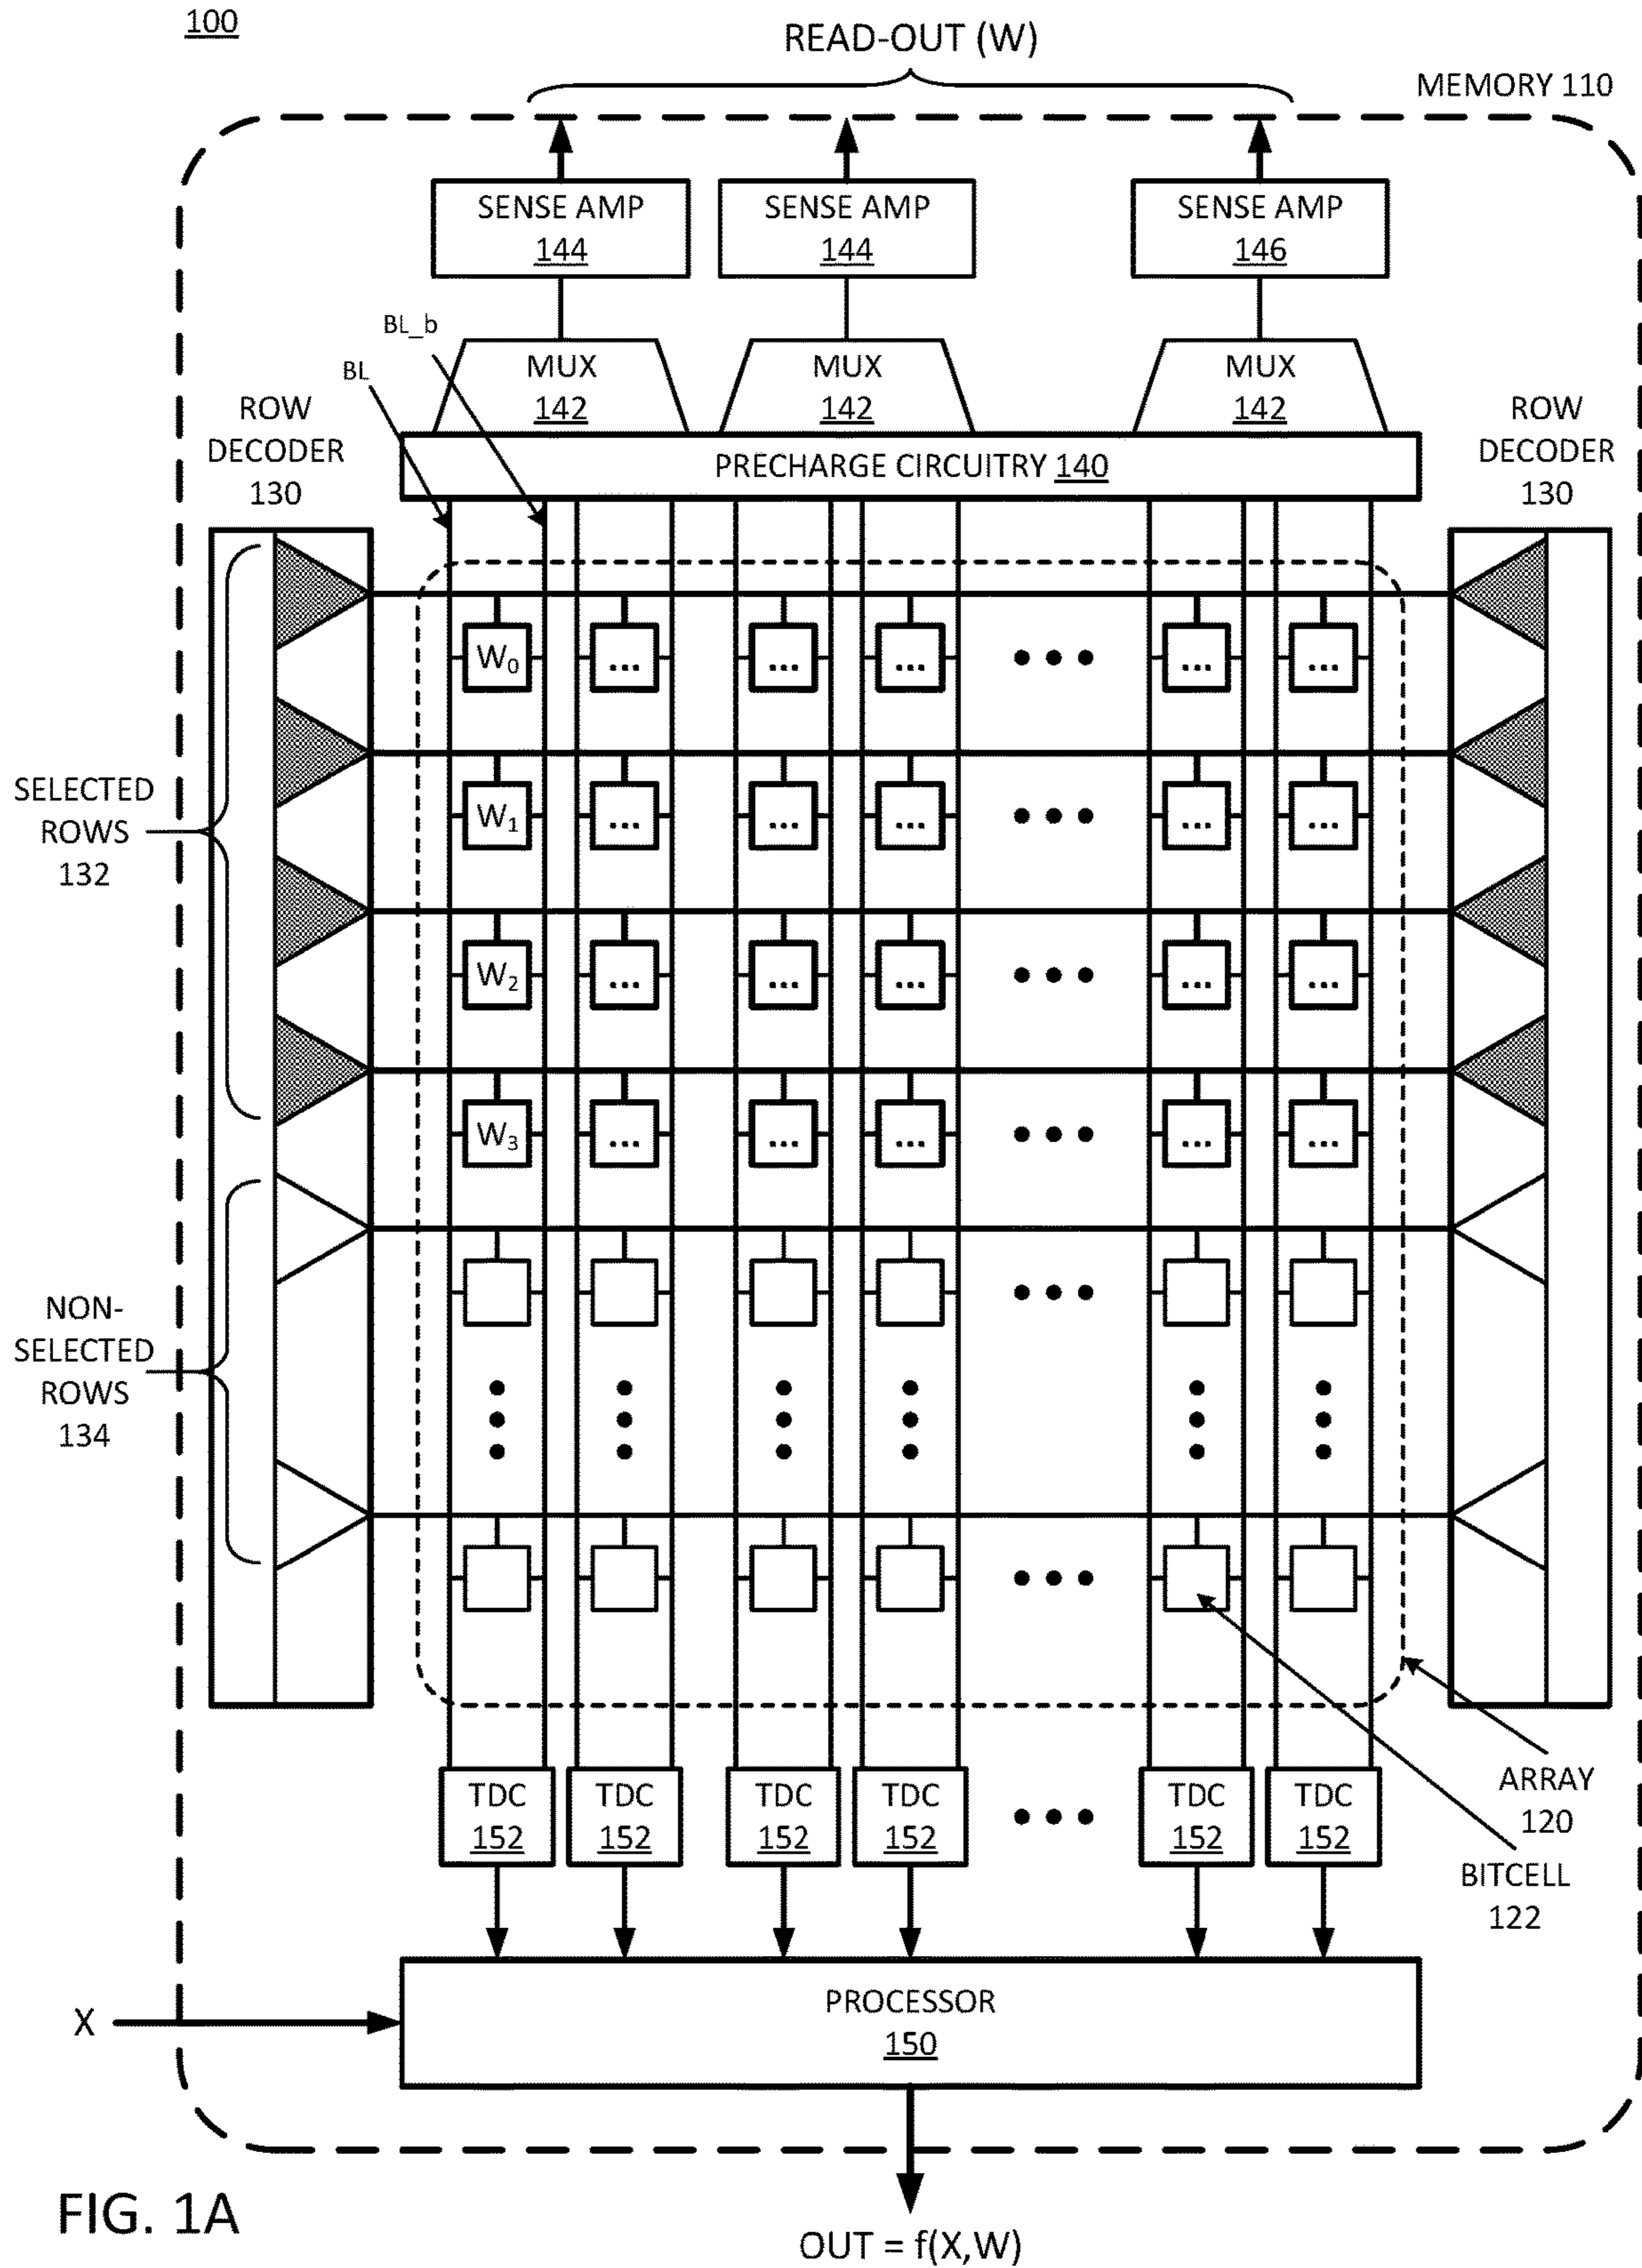 100
READ-OUT (W)
MEMORY 110
SENSE AMP
144
SENSE AMP
144
SENSE AMP
146
BL_b
BL
MUX
142
MUX
142
MUX
142
ROW
DECODER
130
ROW
DECODER
130
PRECHARGE CIRCUITRY 140
W0 ... ... ... ... ...
SELECTED
ROWS
132
W1 ... ... ... ... ...
W2 ... ... ... ... ...
W3 ... ... ... ... ...
NON-
SELECTED
ROWS
134
TDC
152
TDC
152
TDC
152
TDC
152
TDC
152
TDC
152
ARRAY
120
BITCELL
122
X
PROCESSOR
150
FIG. 1A
OUT = f(X,W)